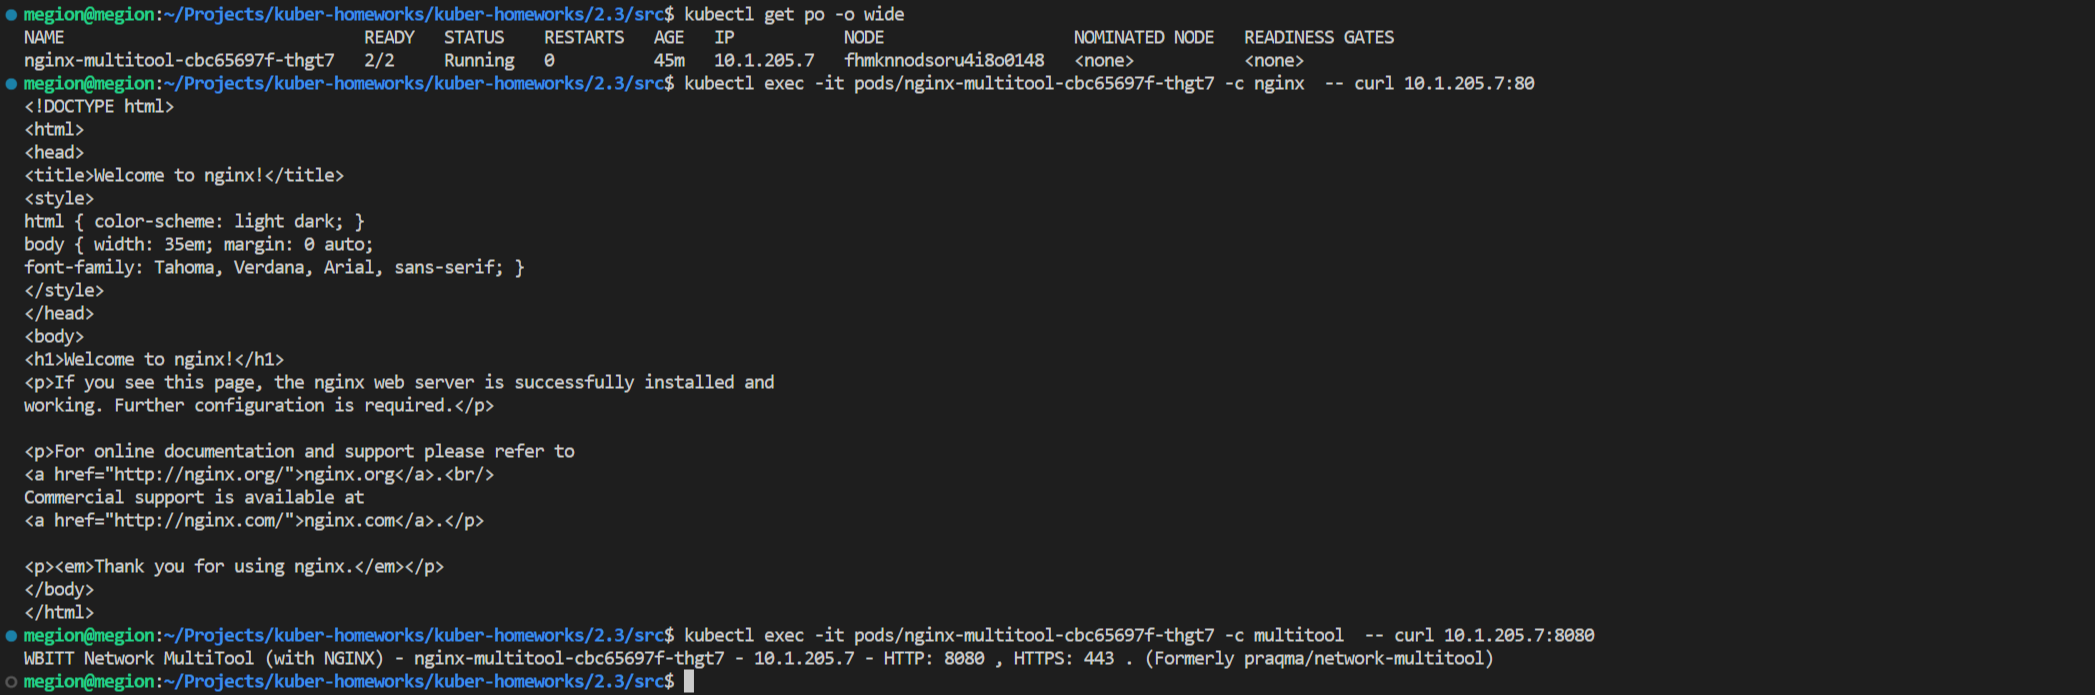 megion@megion:~/Projects/kuber-homeworks/kuber-homeworks/2.3/src$ kubectl get po -o wide
NAME                              READY   STATUS    RESTARTS   AGE   IP           NODE                   NOMINATED NODE   READINESS GATES
nginx-multitool-cbc65697f-thgt7   2/2     Running   0          45m   10.1.205.7   fhmknnodsoru4i8o0148   <none>           <none>
megion@megion:~/Projects/kuber-homeworks/kuber-homeworks/2.3/src$ kubectl exec -it pods/nginx-multitool-cbc65697f-thgt7 -c nginx  -- curl 10.1.205.7:80
<!DOCTYPE html>
<html>
<head>
<title>Welcome to nginx!</title>
<style>
html { color-scheme: light dark; }
body { width: 35em; margin: 0 auto;
font-family: Tahoma, Verdana, Arial, sans-serif; }
</style>
</head>
<body>
<h1>Welcome to nginx!</h1>
<p>If you see this page, the nginx web server is successfully installed and
working. Further configuration is required.</p>

<p>For online documentation and support please refer to
<a href="http://nginx.org/">nginx.org</a>.<br/>
Commercial support is available at
<a href="http://nginx.com/">nginx.com</a>.</p>

<p><em>Thank you for using nginx.</em></p>
</body>
</html>
megion@megion:~/Projects/kuber-homeworks/kuber-homeworks/2.3/src$ kubectl exec -it pods/nginx-multitool-cbc65697f-thgt7 -c multitool  -- curl 10.1.205.7:8080
WBITT Network MultiTool (with NGINX) - nginx-multitool-cbc65697f-thgt7 - 10.1.205.7 - HTTP: 8080 , HTTPS: 443 . (Formerly praqma/network-multitool)
megion@megion:~/Projects/kuber-homeworks/kuber-homeworks/2.3/src$